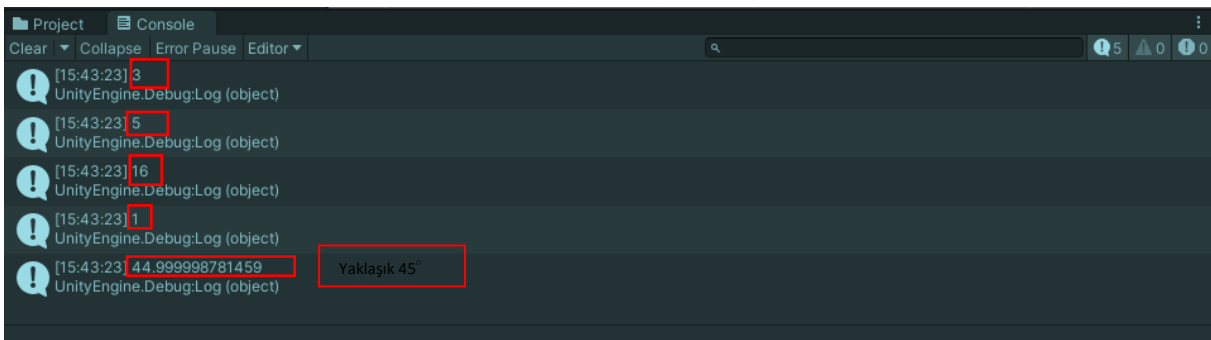 Project Console
Clear Collapse Error Pause Editor 5 0 0
[15:43:23] 3
UnityEngine.Debug:Log (object)
[15:43:23] 5
UnityEngine.Debug:Log (object)
[15:43:23] 16
UnityEngine.Debug:Log (object)
[15:43:23] 1
UnityEngine.Debug:Log (object)
[15:43:23] 44.999998781459 Yaklaşık 45°
UnityEngine.Debug:Log (object)